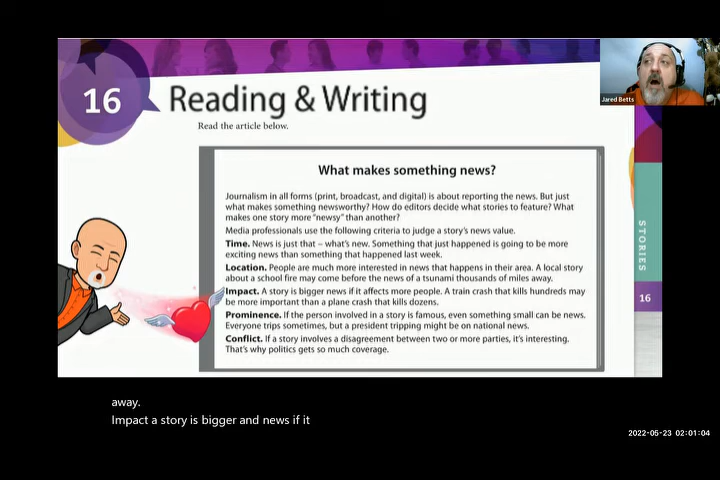 16
Reading & Writing
Read the article below.
Jared Betts
What makes something news?
Journalism in all forms (print, broadcast, and digital) is about reporting the news. But just
what makes something newsworthy? How do editors decide what stories to feature? What
makes one story more "newsy" than another?
Media professionals use the following criteria to judge a story's news value.
Time. News is just that – what's new. Something that just happened is going to be more
exciting news than something that happened last week.
Location. People are much more interested in news that happens in their area. A local story
about a school fire may come before the news of a tsunami thousands of miles away.
Impact. A story is bigger news if it affects more people. A train crash that kills hundreds may
be more important than a plane crash that kills dozens.
Prominence. If the person involved in a story is famous, even something small can be news.
Everyone trips sometimes, but a president tripping might be on national news.
Conflict. If a story involves a disagreement between two or more parties, it's interesting.
That's why politics gets so much coverage.
STORIES
16
away.
Impact a story is bigger and news if it
2022-05-23 02:01:04